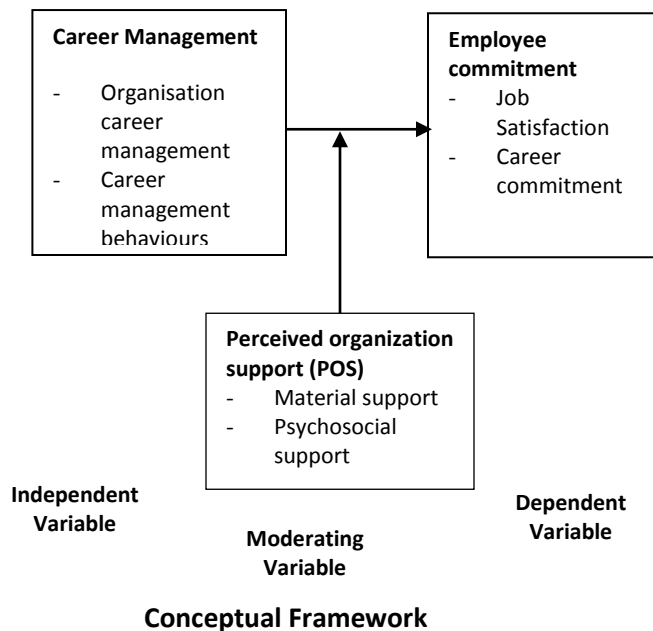 Career Management
- Organisation
career
management
- Career
management
behaviours
Employee
commitment
- Job
Satisfaction
- Career
commitment
Perceived organization
support (POS)
- Material support
- Psychosocial
support
Independent
Variable
Moderating
Variable
Dependent
Variable
Conceptual Framework